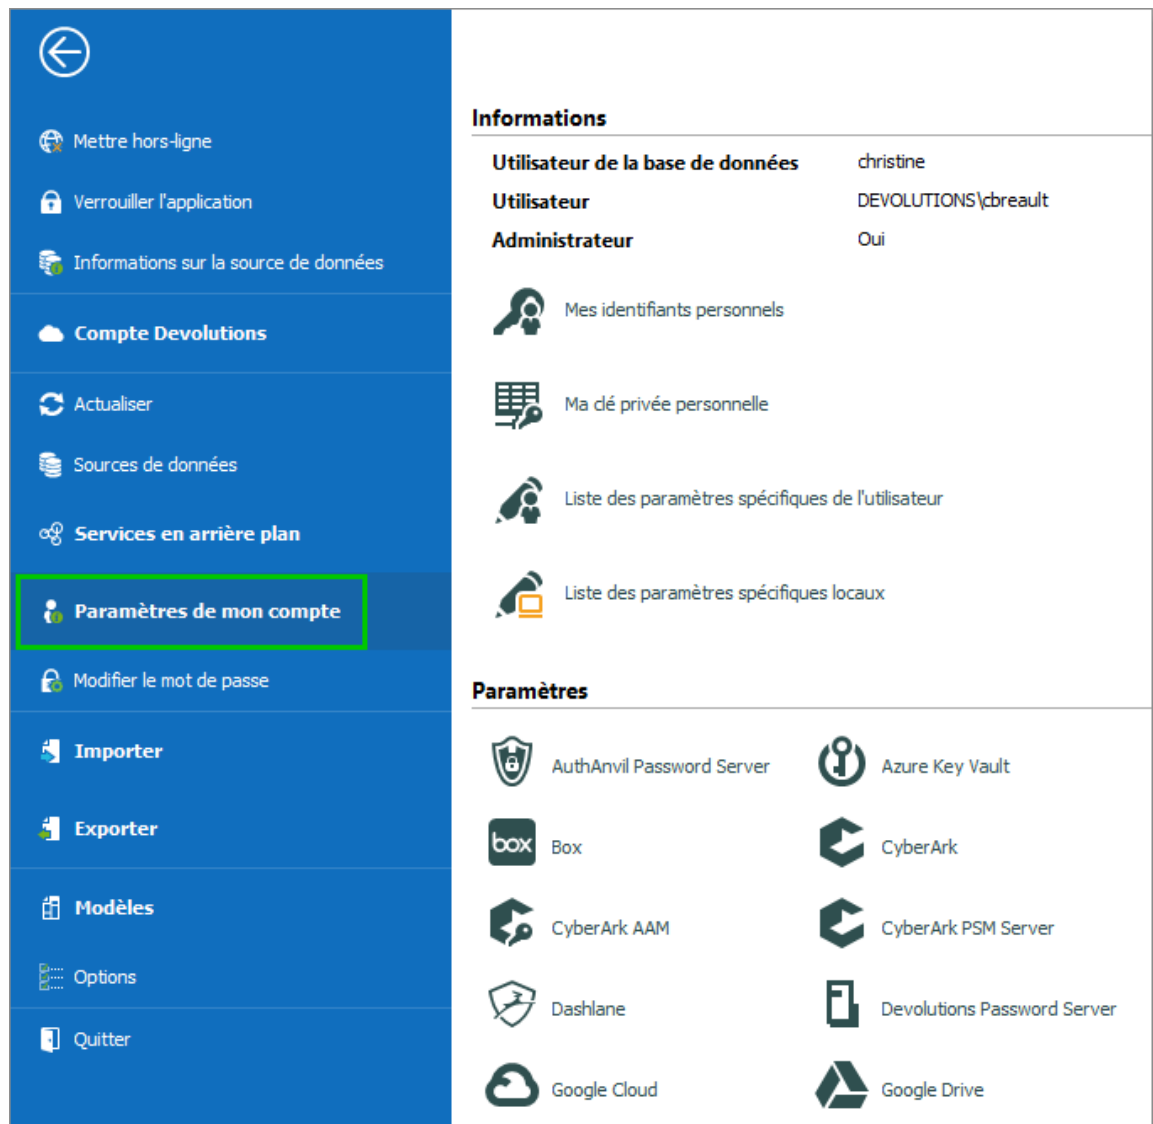 Mettre hors-ligne
Verrouiller l'application
Informations sur la source de données
Compte Devolutions
Actualiser
Sources de données
Services en arrière plan
Paramètres de mon compte
Modifier le mot de passe
Importer
Exporter
Modèles
Options
Quitter
Informations
Utilisateur de la base de données christine
Utilisateur DEVOLUTIONS\cbreault
Administrateur Oui
Mes identifiants personnels
Ma clé privée personnelle
Liste des paramètres spécifiques de l'utilisateur
Liste des paramètres spécifiques locaux
Paramètres
AuthAnvil Password Server Azure Key Vault
box Box CyberArk
CyberArk AAM CyberArk PSM Server
Dashlane Devolutions Password Server
Google Cloud Google Drive